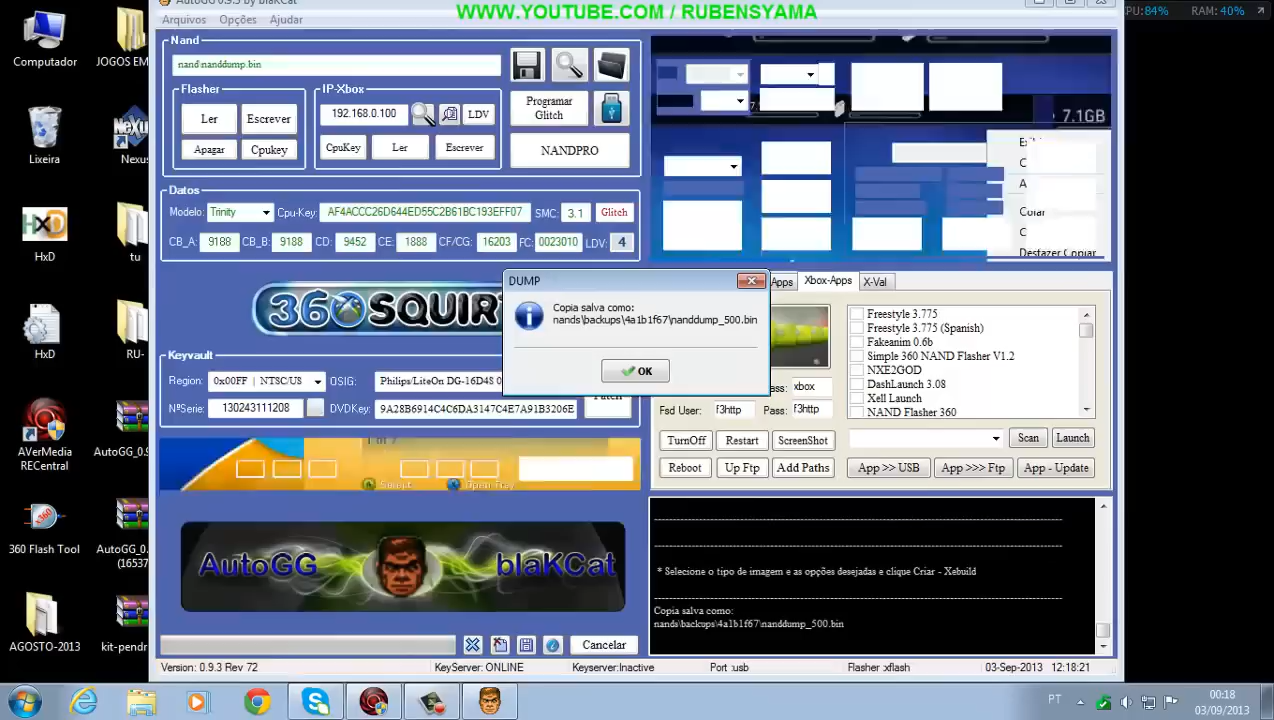 AutoGG 0.9.3 by blaKCat
WWW.YOUTUBE.COM / RUBENSYAMA
CPU:84% RAM: 40%
Arquivos Opções Ajudar
Computador
JOGOS EM
Lixeira
Nexus
HxD
tu
HxD
RU-
AVerMedia
RECentral
AutoGG_0.9
360 Flash Tool
AutoGG_0.
(16537
AGOSTO-2013
kit-pendr
Nand
nand\nanddump.bin
Flasher
Ler Escrever
Apagar Cpukey
IP-Xbox
192.168.0.100 LDV
CpuKey Ler Escrever
Programar
Glitch
NANDPRO
Datos
Modelo: Trinity Cpu-Key: AF4ACCC26D644ED55C2B61BC193EFF07 SMC: 3.1 Glitch
CB_A: 9188 CB_B: 9188 CD: 9452 CE: 1888 CF/CG: 16203 FC: 0023010 LDV: 4
7.1GB
Colar
Desfazer Copiar
360SQUIRT
DUMP
Copia salva como:
nands\backups\4a1b1f67\nanddump_500.bin
OK
Keyvault
Region: 0x00FF | NTSC/US OSIG: Philips/LiteOn DG-16D4S 0
NºSerie: 130243111208 DVDKey: 9A28B6914C4C6DA3147C4E7A91B3206E
Patch
Select Open Tray
AutoGG blaKCat
Apps Xbox-Apps X-Val
Freestyle 3.775
Freestyle 3.775 (Spanish)
Fakeanim 0.6b
Simple 360 NAND Flasher V1.2
NXE2GOD
DashLaunch 3.08
Xell Launch
NAND Flasher 360
ass: xbox
Fsd User: f3http Pass: f3http
TurnOff Restart ScreenShot Scan Launch
Reboot Up Ftp Add Paths App >> USB App >>> Ftp App - Update
* Selecione o tipo de imagem e as opções desejadas e clique Criar - Xebuild
Copia salva como:
nands\backups\4a1b1f67\nanddump_500.bin
Cancelar
Version: 0.9.3 Rev 72 KeyServer: ONLINE Keyserver:Inactive Port :usb Flasher :xflash 03-Sep-2013 12:18:21
PT
00:18
03/09/2013